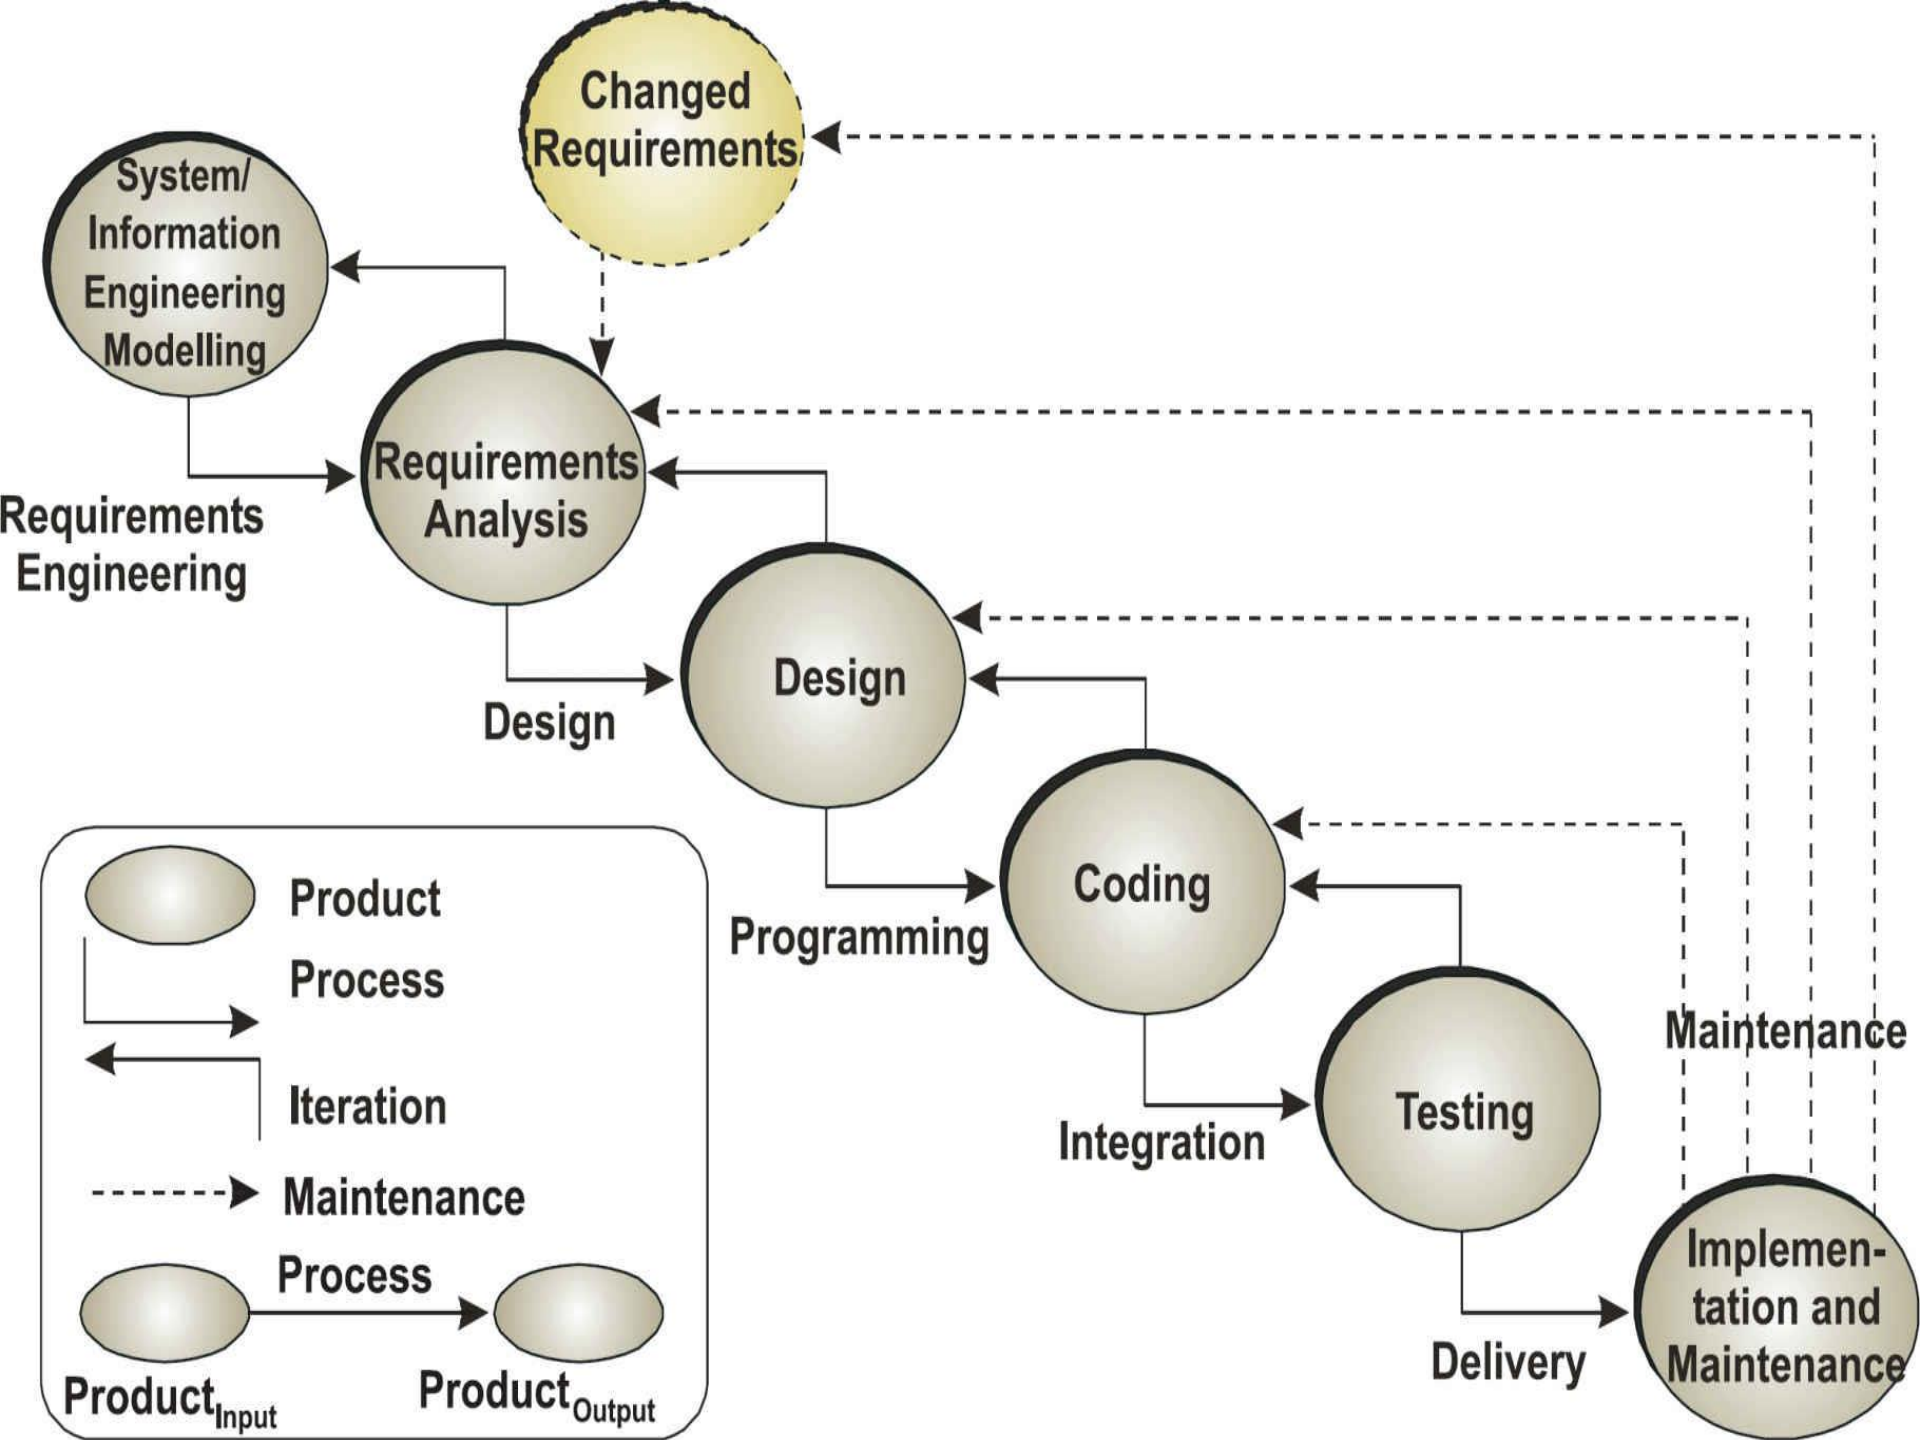 Changed
Requirements
System/
Information
Engineering
Modelling
Requirements
Analysis
Requirements
Engineering
Design
Design
Coding
Programming
Testing
Integration
Maintenance
Implemen-
tation and
Maintenance
Delivery
Product
Process
Iteration
Maintenance
Process
ProductInput
ProductOutput